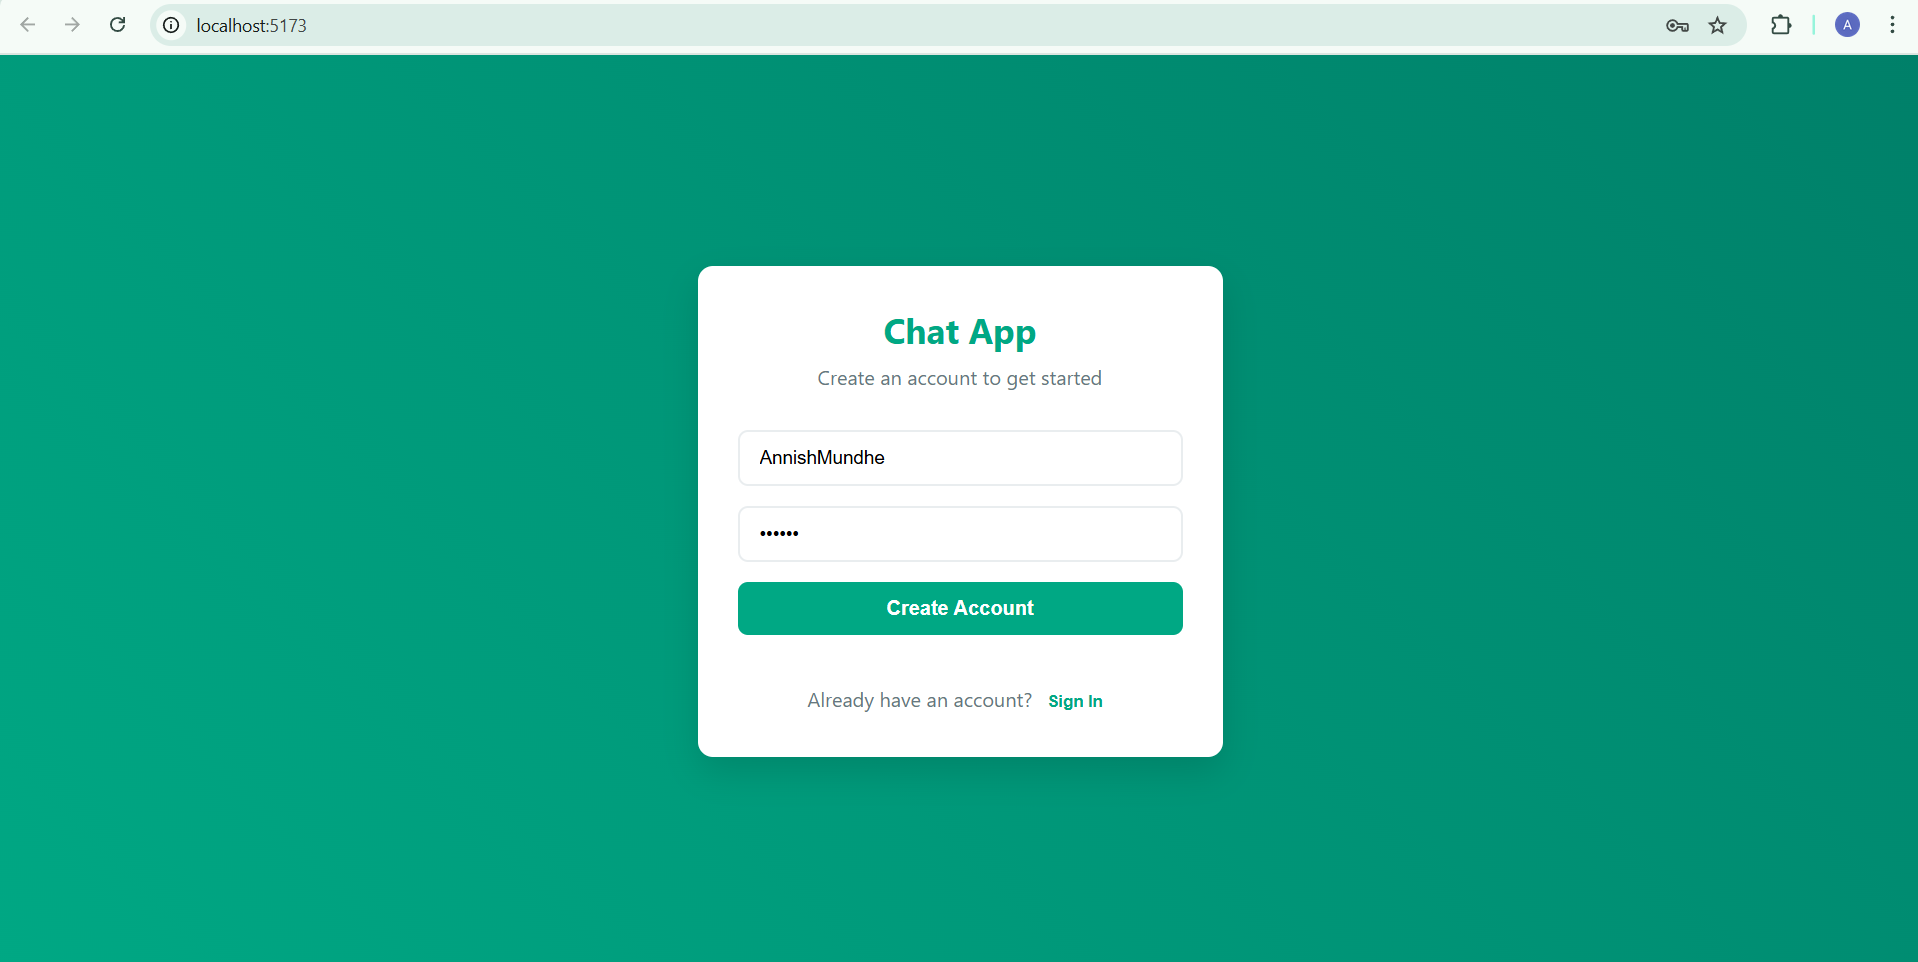 localhost:5173
A
Chat App
Create an account to get started
AnnishMundhe
••••••
Create Account
Already have an account? Sign In